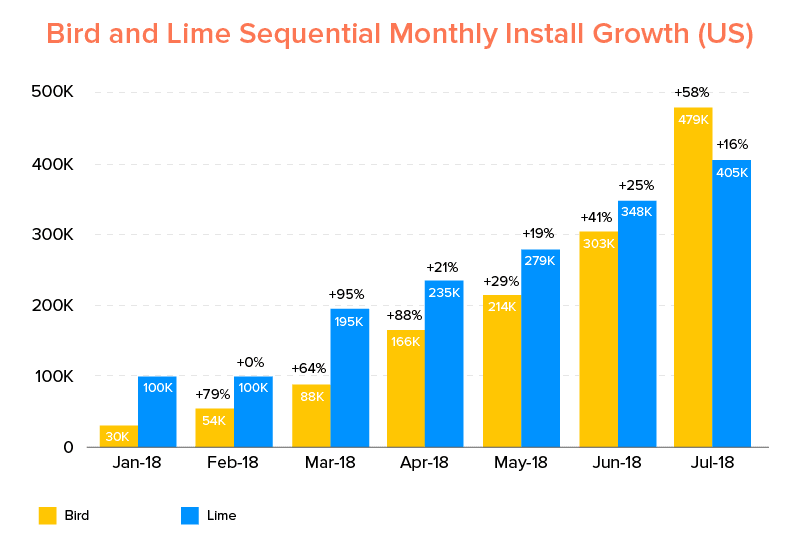 Bird and Lime Sequential Monthly Install Growth (US)
500K
400K
300K
200K
100K
0
30K
100K
+79%
54K
+0%
100K
+64%
88K
+95%
195K
+88%
166K
+21%
235K
+29%
214K
+19%
279K
+41%
303K
+25%
348K
+58%
479K
+16%
405K
Jan-18
Feb-18
Mar-18
Apr-18
May-18
Jun-18
Jul-18
Bird
Lime